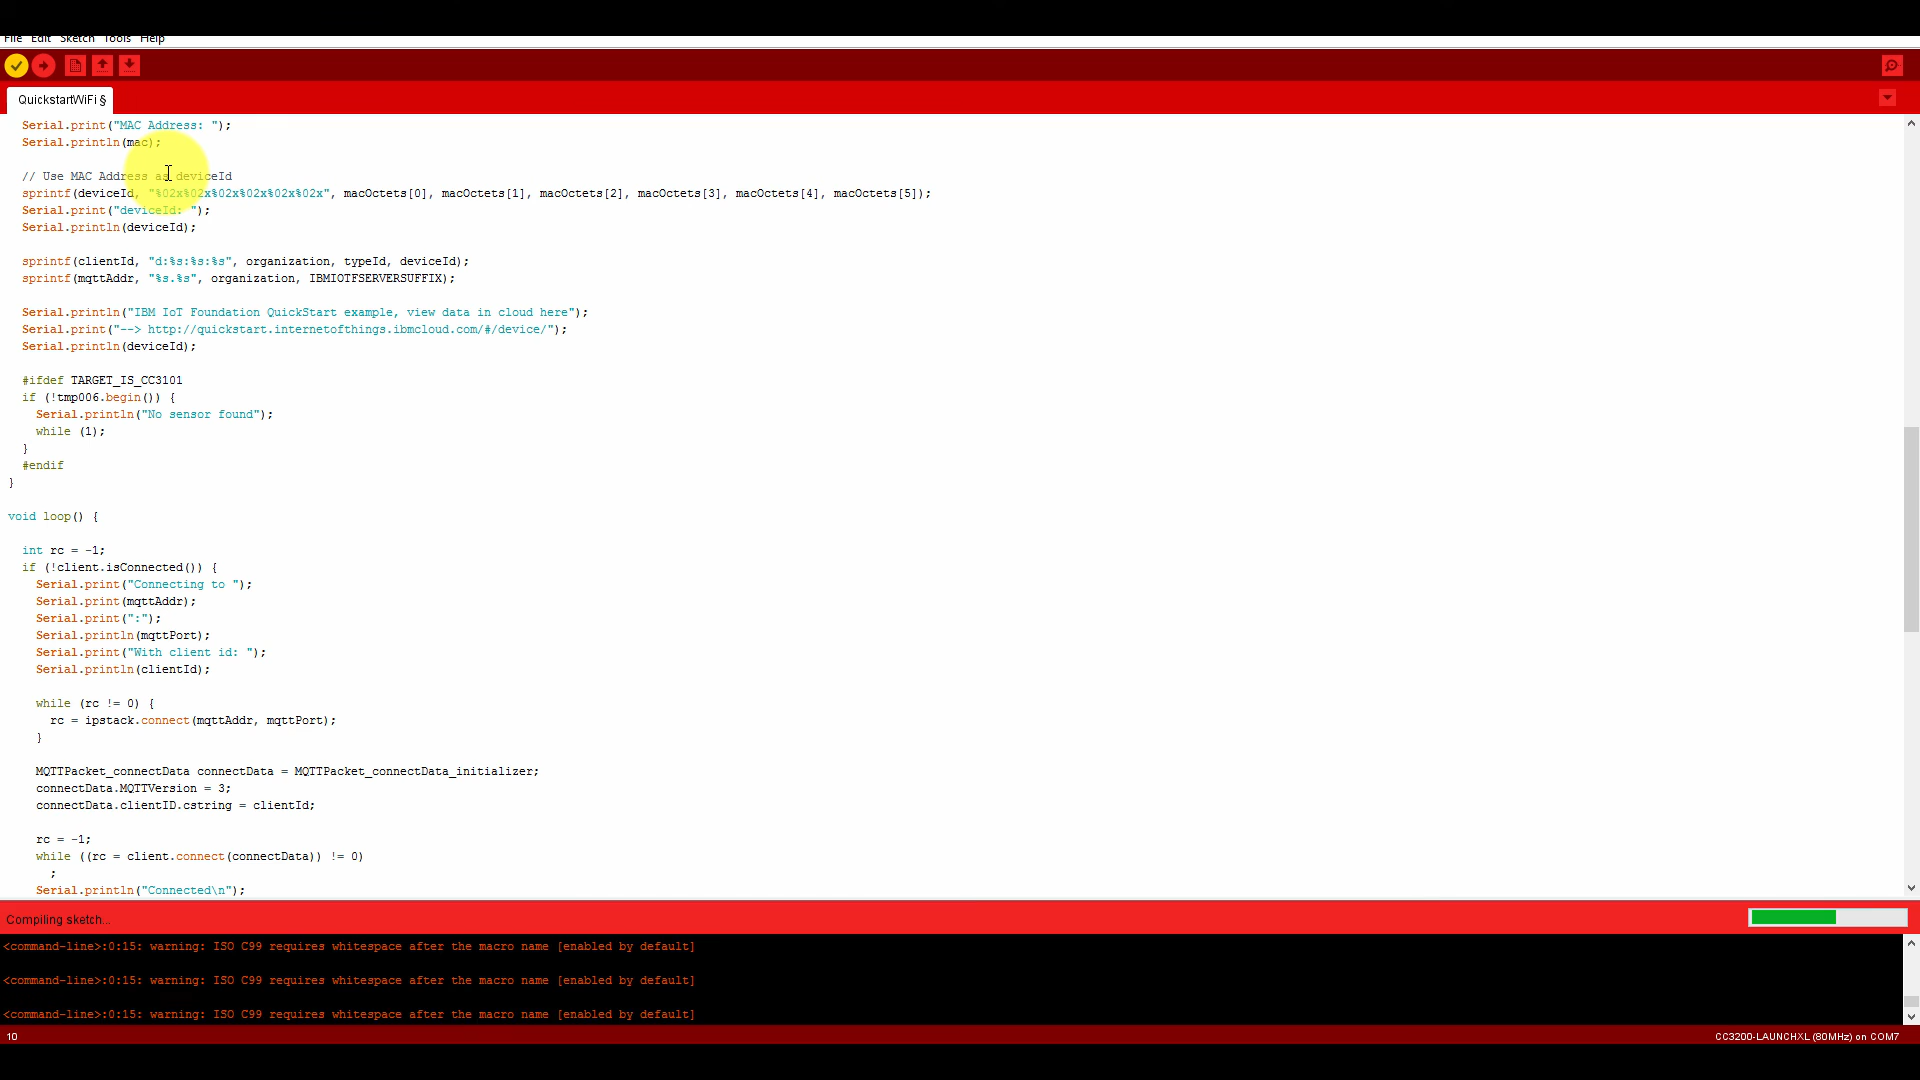 File Edit Sketch Tools Help
QuickstartWiFi §
Serial.print("MAC Address: ");
Serial.println(mac);
// Use MAC Address as deviceId
sprintf(deviceId, "%02x%02x%02x%02x%02x%02x", macOctets[0], macOctets[1], macOctets[2], macOctets[3], macOctets[4], macOctets[5]);
Serial.print("deviceId: ");
Serial.println(deviceId);
sprintf(clientId, "d:%s:%s:%s", organization, typeId, deviceId);
sprintf(mqttAddr, "%s.%s", organization, IBMIOTFSERVERSUFFIX);
Serial.println("IBM IoT Foundation QuickStart example, view data in cloud here");
Serial.print("--> http://quickstart.internetofthings.ibmcloud.com/#/device/");
Serial.println(deviceId);
#ifdef TARGET_IS_CC3101
if (!tmp006.begin()) {
Serial.println("No sensor found");
while (1);
}
#endif
}
void loop() {
int rc = -1;
if (!client.isConnected()) {
Serial.print("Connecting to ");
Serial.print(mqttAddr);
Serial.print(":");
Serial.println(mqttPort);
Serial.print("With client id: ");
Serial.println(clientId);
while (rc != 0) {
rc = ipstack.connect(mqttAddr, mqttPort);
}
MQTTPacket_connectData connectData = MQTTPacket_connectData_initializer;
connectData.MQTTVersion = 3;
connectData.clientID.cstring = clientId;
rc = -1;
while ((rc = client.connect(connectData)) != 0)
;
Serial.println("Connected\n");
Compiling sketch...
<command-line>:0:15: warning: ISO C99 requires whitespace after the macro name [enabled by default]
<command-line>:0:15: warning: ISO C99 requires whitespace after the macro name [enabled by default]
<command-line>:0:15: warning: ISO C99 requires whitespace after the macro name [enabled by default]
10
CC3200-LAUNCHXL (80MHz) on COM7